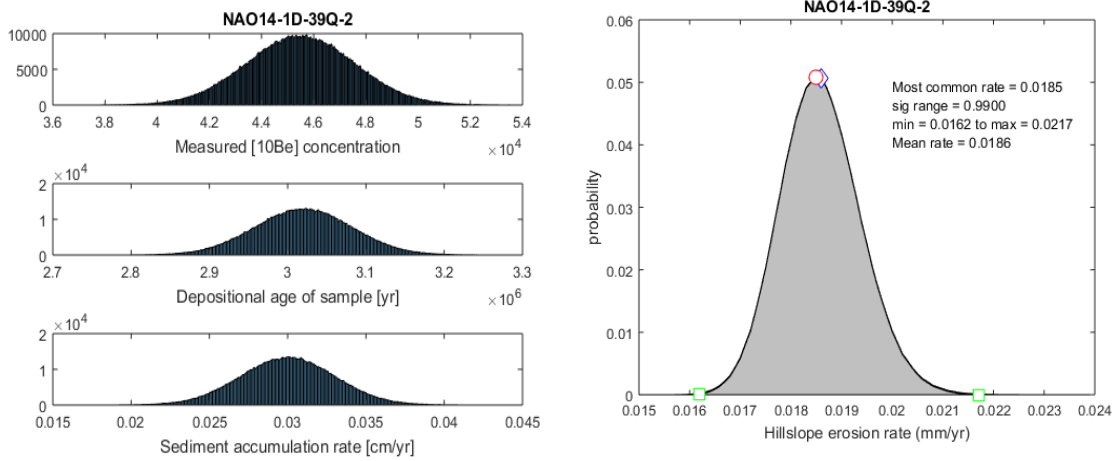 NAO14-1D-39Q-2
10000
5000
0
3.6 3.8 4 4.2 4.4 4.6 4.8 5 5.2 5.4
Measured [10Be] concentration
×10^4
×10^4
2
1
0
2.7 2.8 2.9 3 3.1 3.2 3.3
Depositional age of sample [yr]
×10^6
×10^4
2
1
0
0.015 0.02 0.025 0.03 0.035 0.04 0.045
Sediment accumulation rate [cm/yr]
NAO14-1D-39Q-2
0.06
0.05
0.04
0.03
0.02
0.01
0
probability
Most common rate = 0.0185
sig range = 0.9900
min = 0.0162 to max = 0.0217
Mean rate = 0.0186
0.015 0.016 0.017 0.018 0.019 0.02 0.021 0.022 0.023 0.024
Hillslope erosion rate (mm/yr)